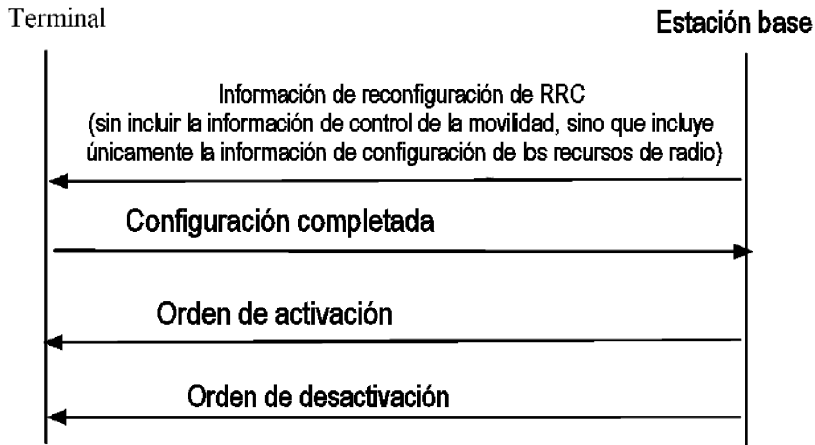 Terminal
Estación base
Información de reconfiguración de RRC
(sin incluir la información de control de la movilidad, sino que incluye
únicamente la información de configuración de los recursos de radio)
Configuración completada
Orden de activación
Orden de desactivación